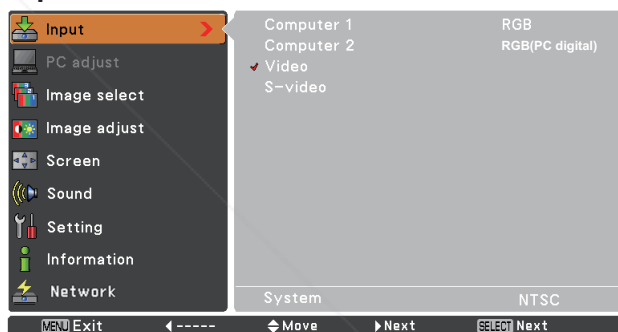 Input
PC adjust
Image select
Image adjust
Screen
Sound
Setting
Information
Network
Computer 1 RGB
Computer 2 RGB(PC digital)
Video
S-video
System NTSC
MENU Exit ----- Move Next SELECT Next